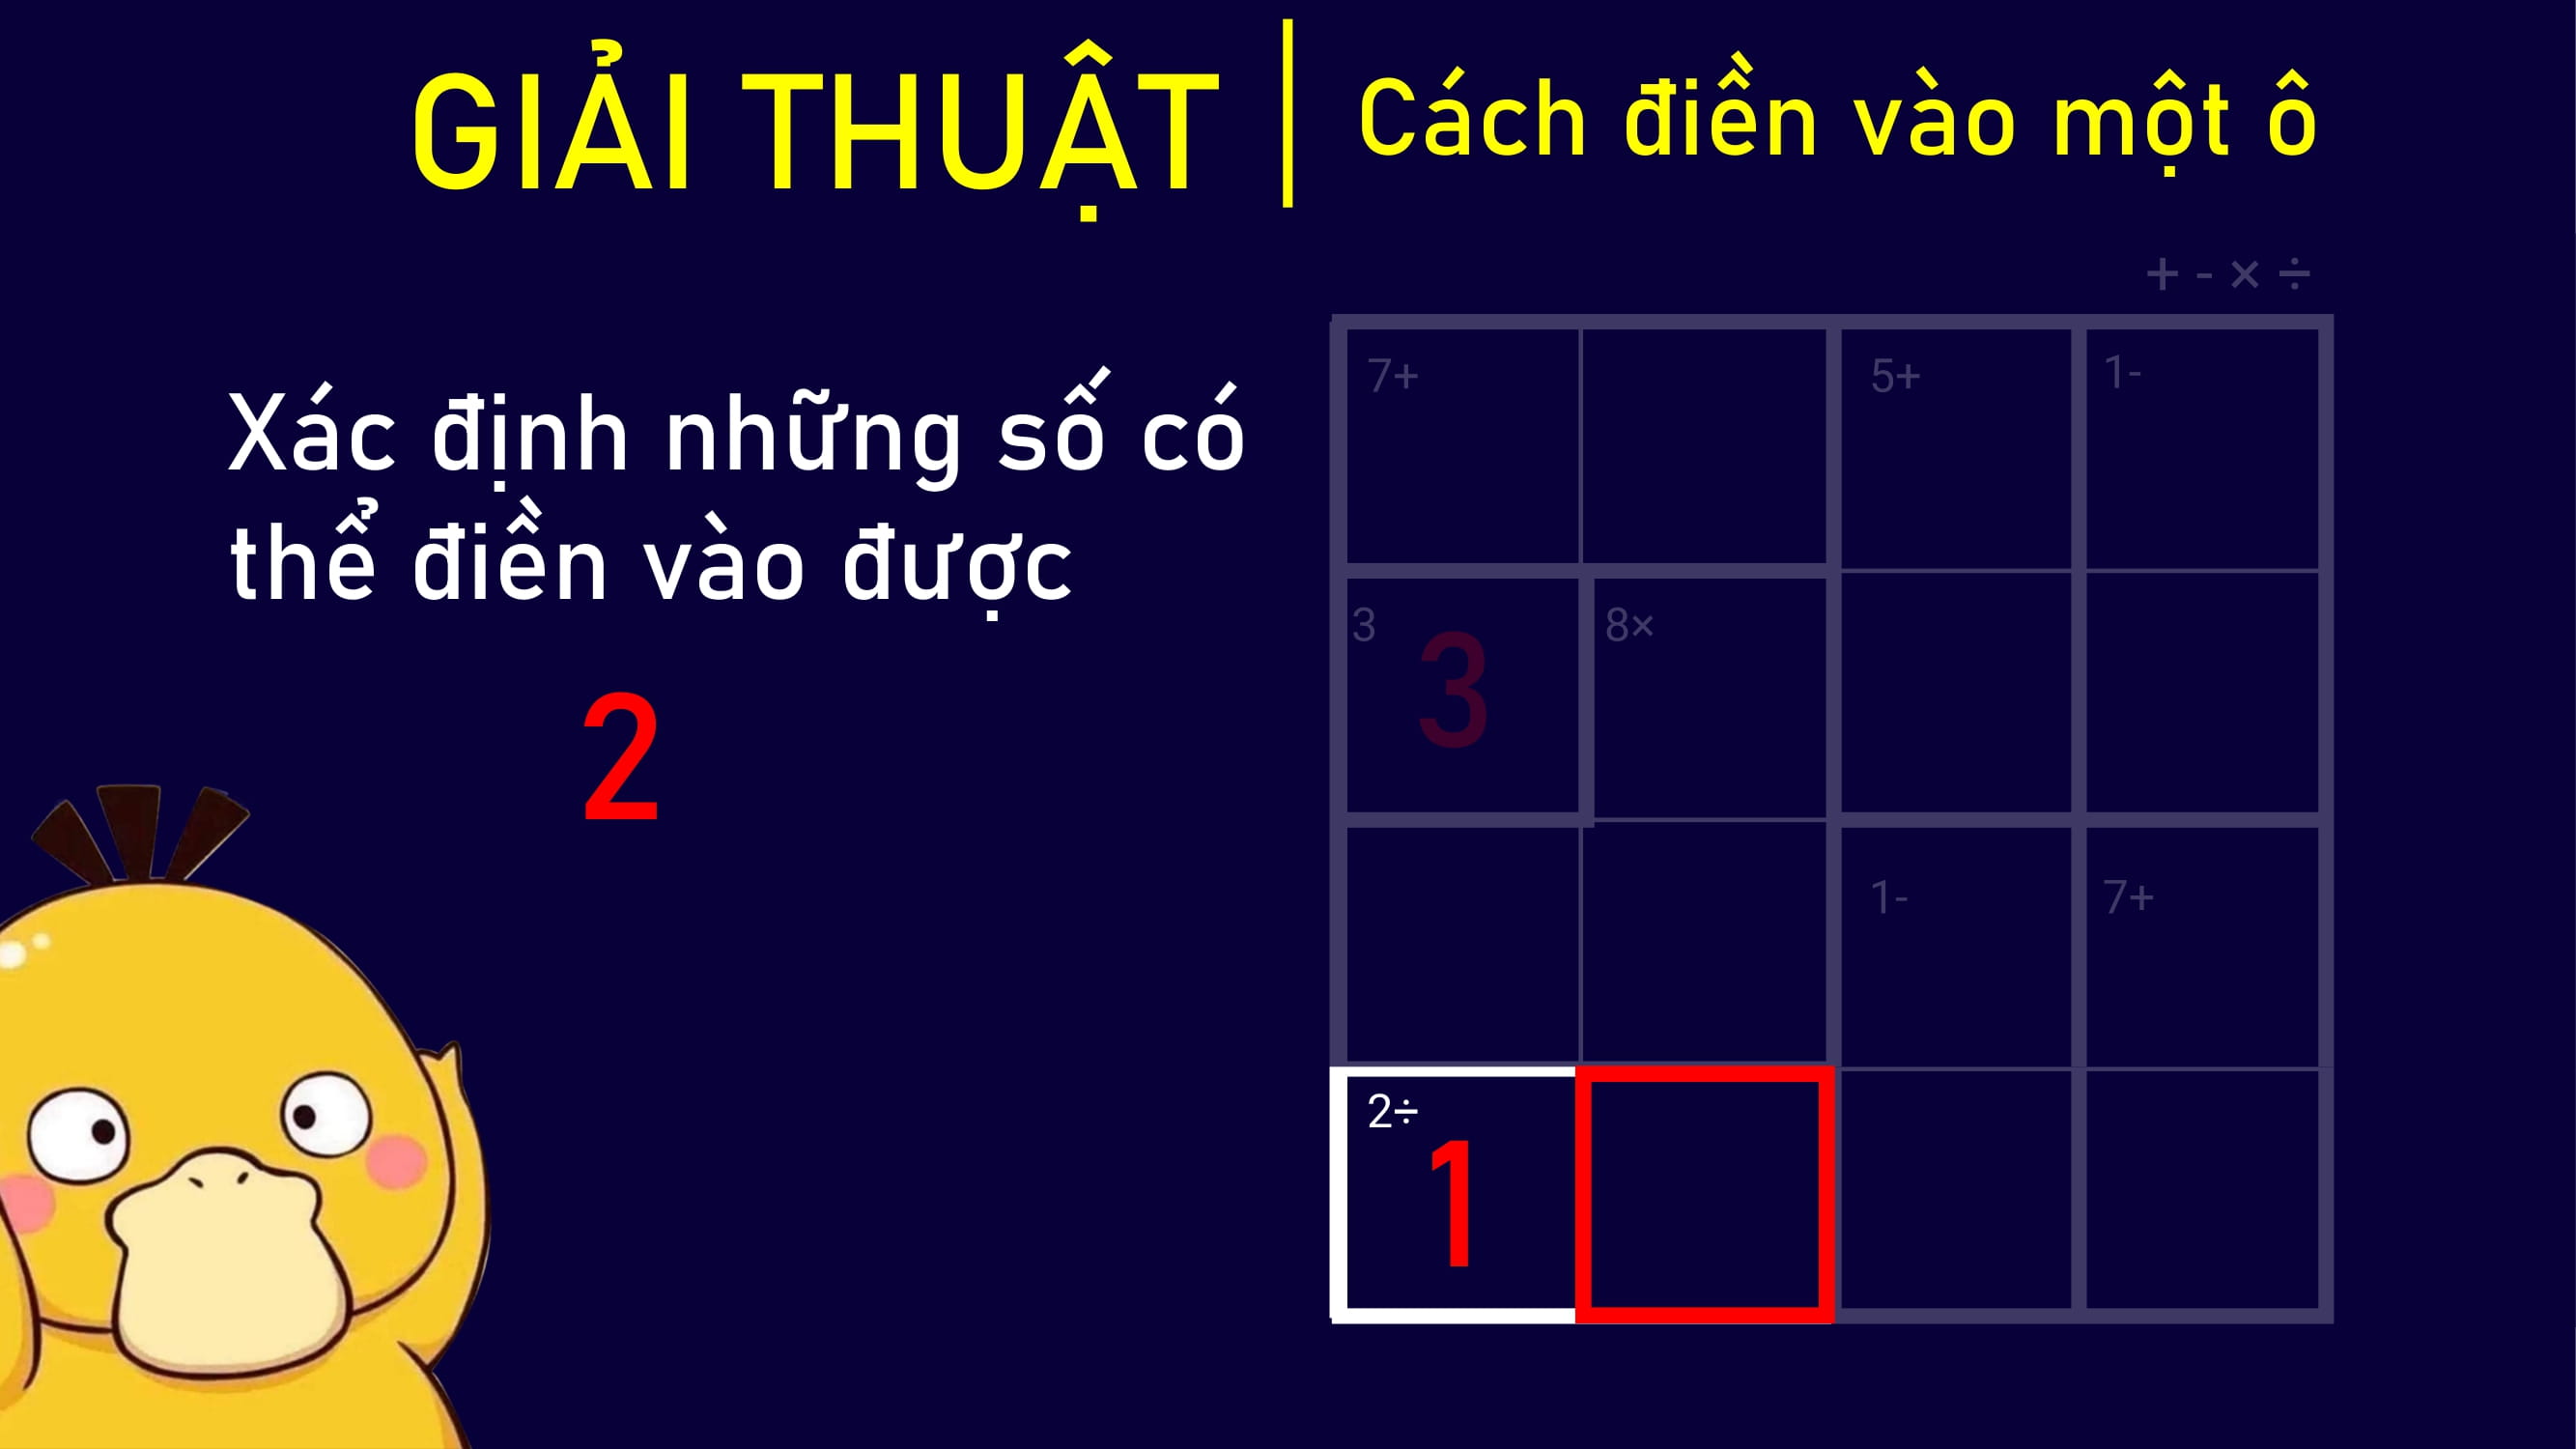 GIẢI THUẬT
Cách điền vào một ô
+ - × ÷
Xác định những số có
thể điền vào được
2
7+
5+
1-
3
3
8×
1-
7+
2÷
1